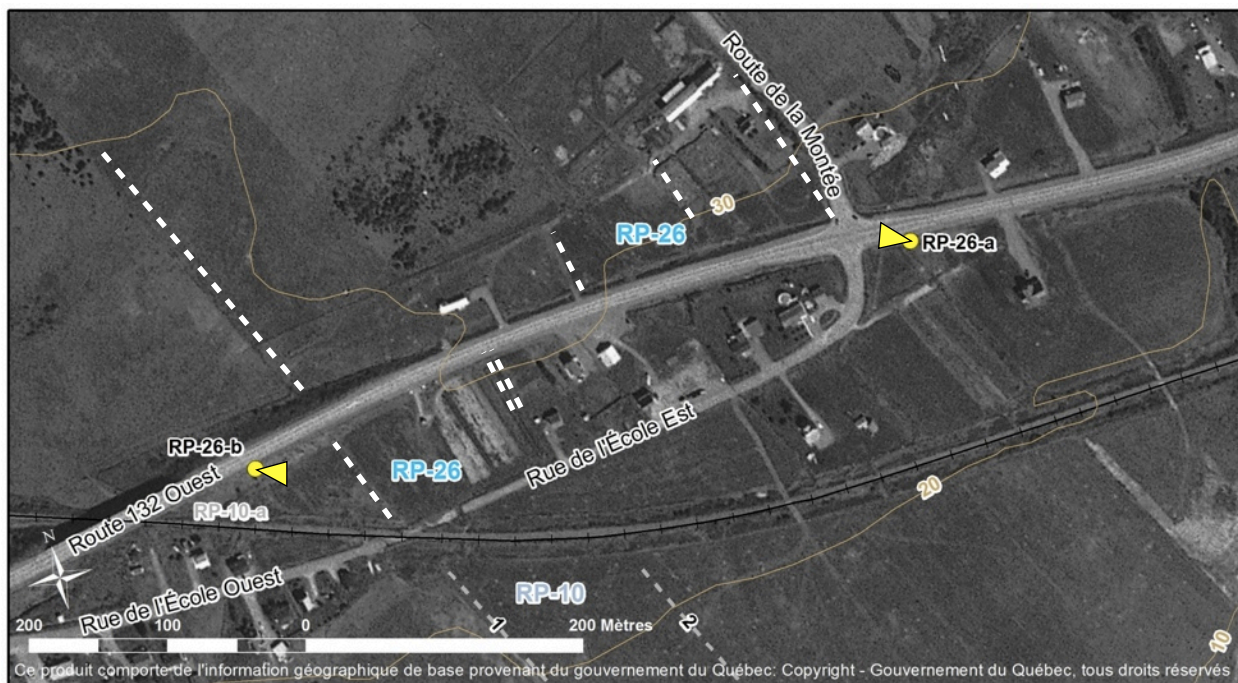 Route de la Montée
30
RP-26
RP-26-a
Rue de l'École Est
RP-26-b
RP-26
Route 132 Ouest
RP-10-a
20
N
Rue de l'École Ouest
RP-10
1
2
10
200 100 0 200 Mètres
Ce produit comporte de l'information géographique de base provenant du gouvernement du Québec: Copyright - Gouvernement du Québec, tous droits réservés